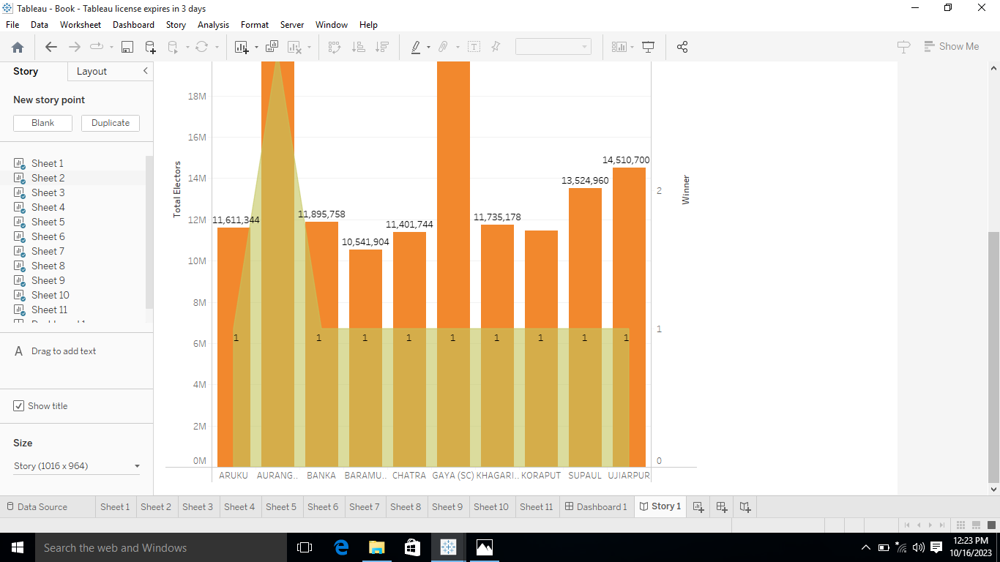 Tableau - Book - Tableau license expires in 3 days
File Data Worksheet Dashboard Story Analysis Format Server Window Help
Show Me
Story Layout
New story point
Blank Duplicate
Sheet 1
Sheet 2
Sheet 3
Sheet 4
Sheet 5
Sheet 6
Sheet 7
Sheet 8
Sheet 9
Sheet 10
Sheet 11
A Drag to add text
Show title
Size
Story (1016 x 964)
Total Electors
18M
16M
14M
12M
10M
8M
6M
4M
2M
0M
14,510,700
13,524,960
11,611,344 11,895,758 11,735,178
11,401,744
10,541,904
1 1 1 1 1 1 1 1 1
2
1
0
Winner
ARUKU AURANG.. BANKA BARAMU.. CHATRA GAYA (SC) KHAGARI.. KORAPUT SUPAUL UJIARPUR
Data Source Sheet 1 Sheet 2 Sheet 3 Sheet 4 Sheet 5 Sheet 6 Sheet 7 Sheet 8 Sheet 9 Sheet 10 Sheet 11 Dashboard 1 Story 1
Search the web and Windows
12:23 PM
10/16/2023